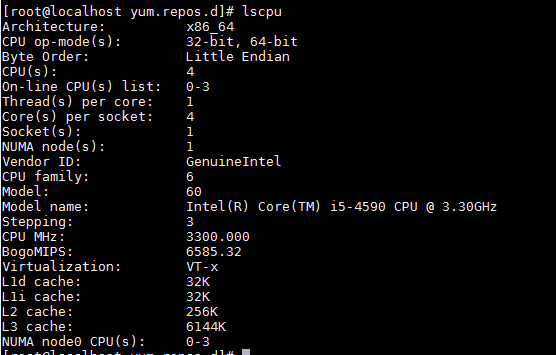 [root@localhost yum.repos.d]# lscpu
Architecture:          x86_64
CPU op-mode(s):        32-bit, 64-bit
Byte Order:            Little Endian
CPU(s):                4
On-line CPU(s) list:   0-3
Thread(s) per core:    1
Core(s) per socket:    4
Socket(s):             1
NUMA node(s):          1
Vendor ID:             GenuineIntel
CPU family:            6
Model:                 60
Model name:            Intel(R) Core(TM) i5-4590 CPU @ 3.30GHz
Stepping:              3
CPU MHz:               3300.000
BogoMIPS:              6585.32
Virtualization:        VT-x
L1d cache:             32K
L1i cache:             32K
L2 cache:              256K
L3 cache:              6144K
NUMA node0 CPU(s):     0-3
[root@localhost yum.repos.d]#